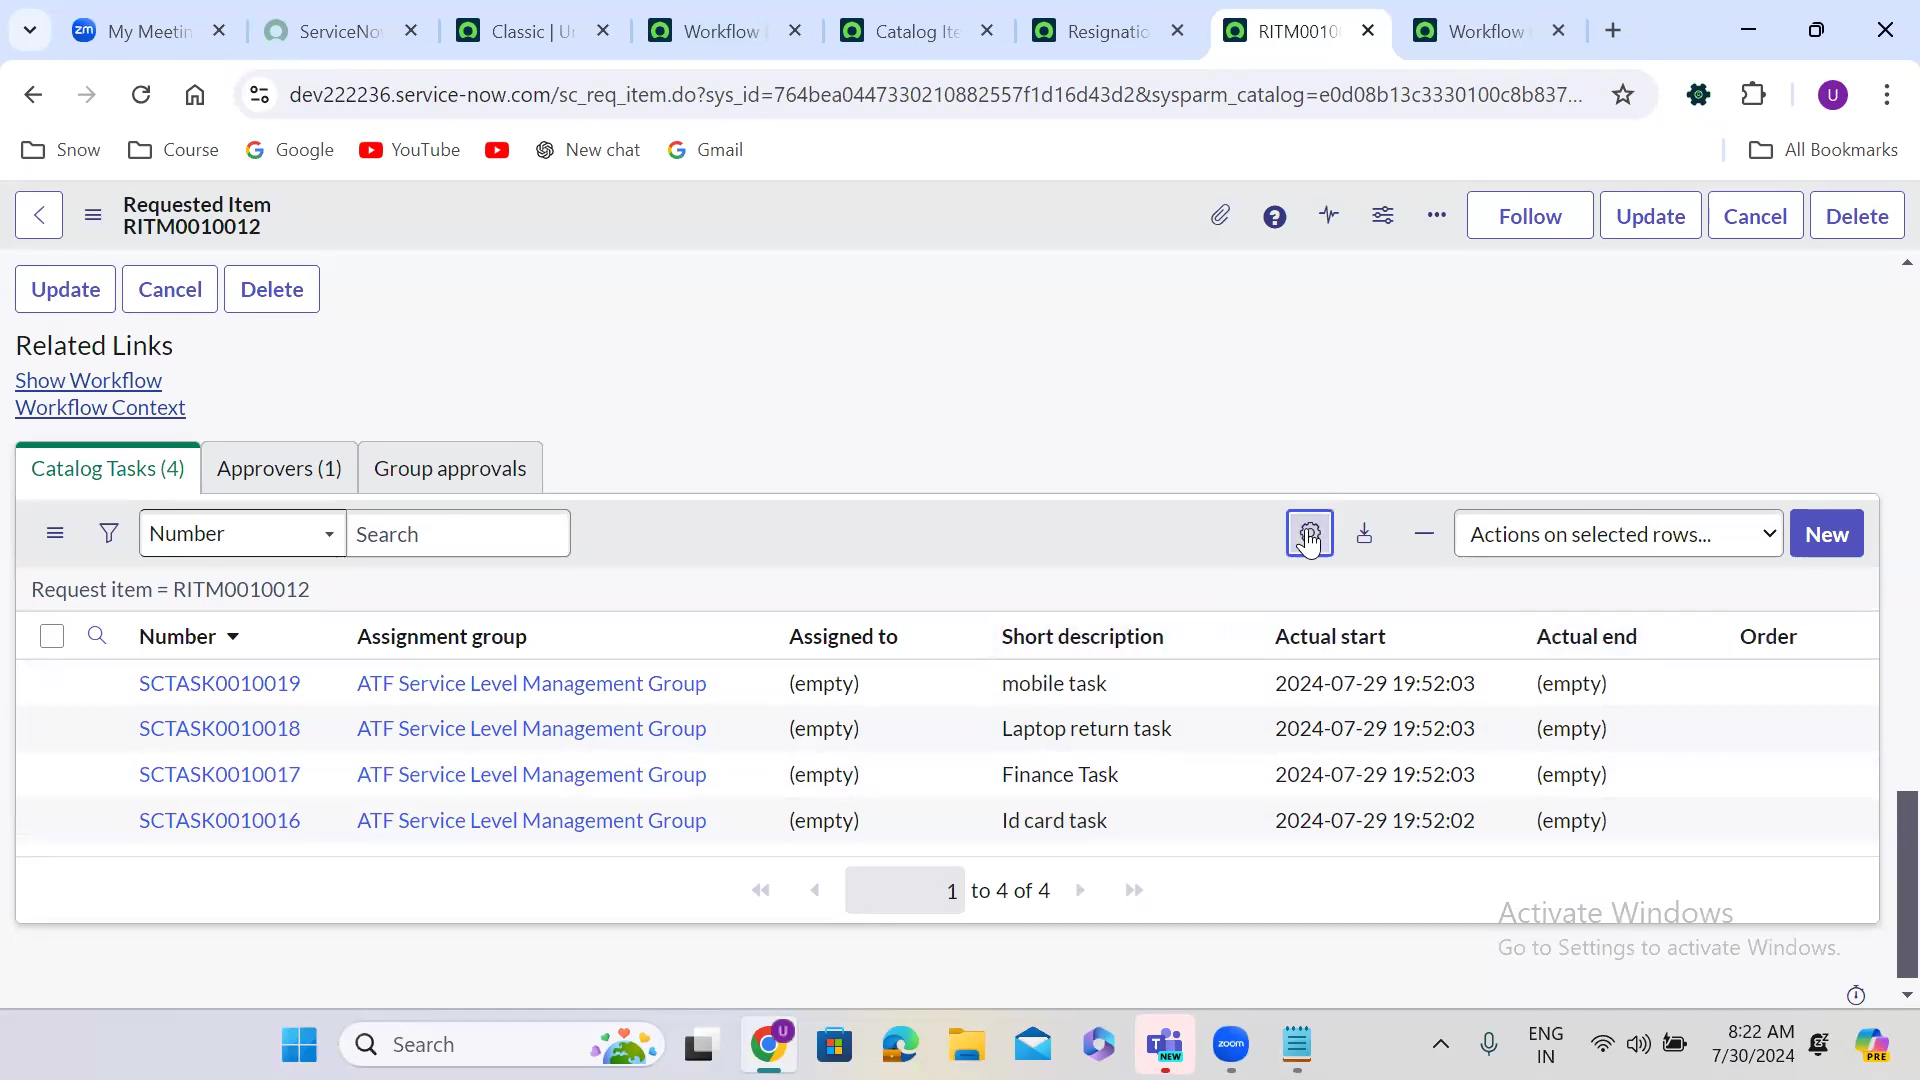 My Meetin
ServiceNo
Classic | U
Workflow
Catalog Ite
Resignatio
RITM0010
Workflow
dev222236.service-now.com/sc_req_item.do?sys_id=764bea0447330210882557f1d16d43d2&sysparm_catalog=e0d08b13c3330100c8b837...
U
Snow
Course
Google
YouTube
New chat
Gmail
All Bookmarks
Requested Item
RITM0010012
Follow
Update
Cancel
Delete
Update
Cancel
Delete
Related Links
Show Workflow
Workflow Context
Catalog Tasks (4)
Approvers (1)
Group approvals
Number
Search
Actions on selected rows...
New
Request item = RITM0010012
Number Assignment group Assigned to Short description Actual start Actual end Order
SCTASK0010019 ATF Service Level Management Group (empty) mobile task 2024-07-29 19:52:03 (empty)
SCTASK0010018 ATF Service Level Management Group (empty) Laptop return task 2024-07-29 19:52:03 (empty)
SCTASK0010017 ATF Service Level Management Group (empty) Finance Task 2024-07-29 19:52:03 (empty)
SCTASK0010016 ATF Service Level Management Group (empty) Id card task 2024-07-29 19:52:02 (empty)
1 to 4 of 4
Activate Windows
Go to Settings to activate Windows.
Search
U
NEW
zoom
ENG
IN
8:22 AM
7/30/2024
PRE